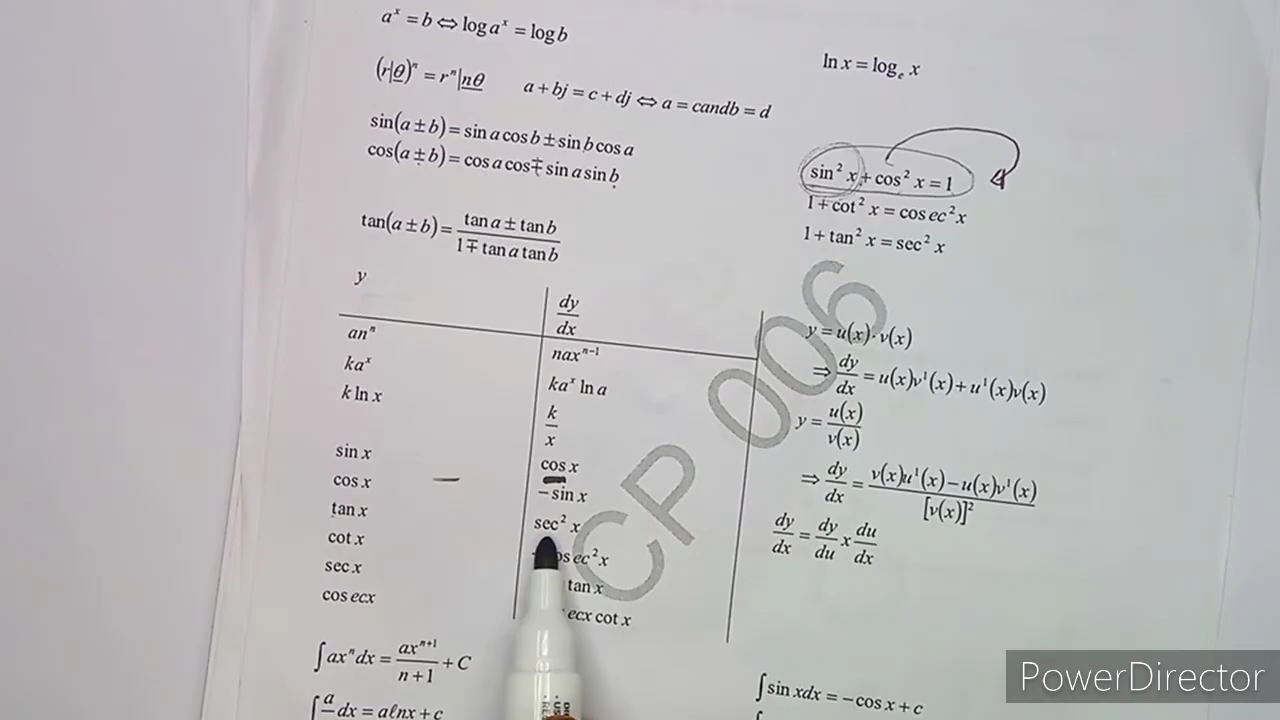 a^x = b ⇔ log a^x = log b
ln x = log_e x
(r|θ)^n = r^n|nθ
a + bj = c + dj ⇔ a = candb = d
sin(a ± b) = sin a cos b ± sin b cos a
cos(a ± b) = cos a cos ∓ sin a sin b
sin² x + cos² x = 1
1 + cot² x = cos ec² x
1 + tan² x = sec² x
tan(a ± b) = (tan a ± tan b)/(1 ∓ tan a tan b)
y dy/dx
an^n nax^(n−1)
ka^x ka^x ln a
k ln x k/x
sin x cos x
cos x − sin x
tan x sec² x
cot x os ec² x
sec x tan x
cos ecx ecx cot x
y = u(x)·v(x)
⇒ dy/dx = u(x)v¹(x) + u¹(x)v(x)
y = u(x)/v(x)
⇒ dy/dx = (v(x)u¹(x) − u(x)v¹(x))/[v(x)]²
dy/dx = dy/du x du/dx
CP 006
∫ax^n dx = ax^(n+1)/(n+1) + C
∫a/ dx = aℓnx + c
∫sin xdx = −cos x + c
PowerDirector